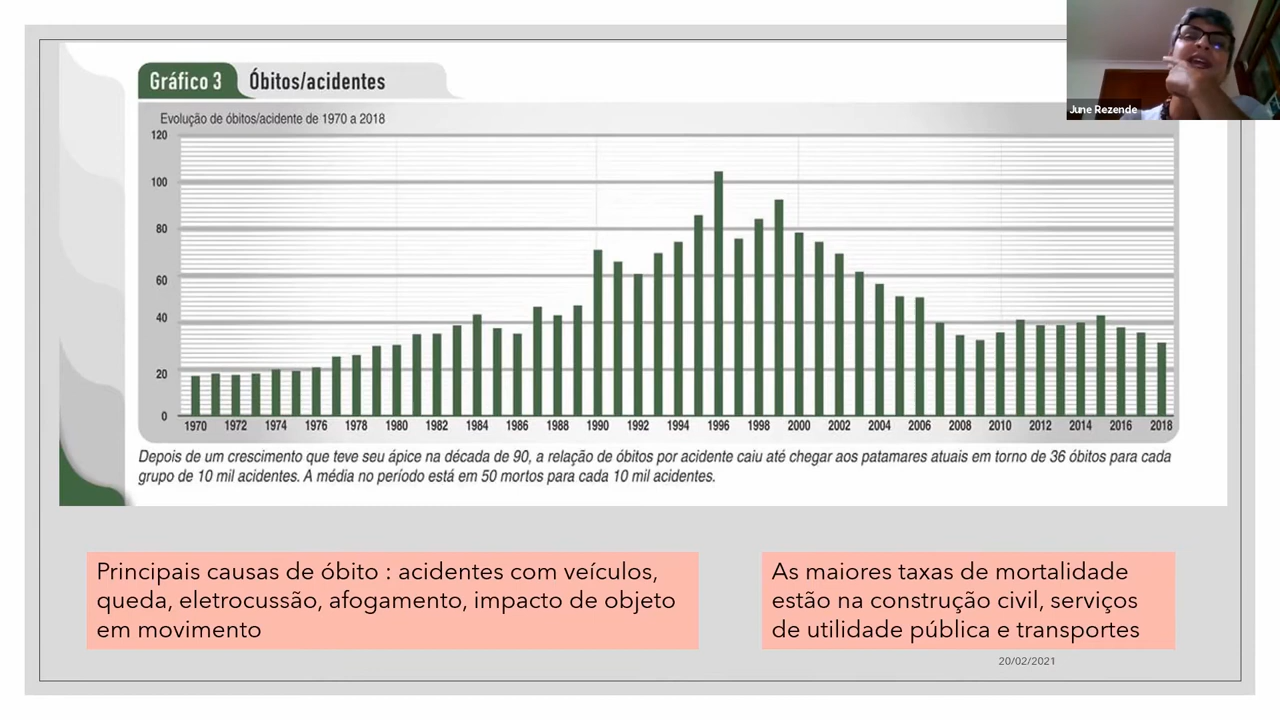 June Rezende
Gráfico 3 Óbitos/acidentes
Evolução de óbitos/acidente de 1970 a 2018
120
100
80
60
40
20
0
1970 1972 1974 1976 1978 1980 1982 1984 1986 1988 1990 1992 1994 1996 1998 2000 2002 2004 2006 2008 2010 2012 2014 2016 2018
Depois de um crescimento que teve seu ápice na década de 90, a relação de óbitos por acidente caiu até chegar aos patamares atuais em torno de 36 óbitos para cada
grupo de 10 mil acidentes. A média no período está em 50 mortos para cada 10 mil acidentes.
Principais causas de óbito : acidentes com veículos,
queda, eletrocussão, afogamento, impacto de objeto
em movimento
As maiores taxas de mortalidade
estão na construção civil, serviços
de utilidade pública e transportes
20/02/2021